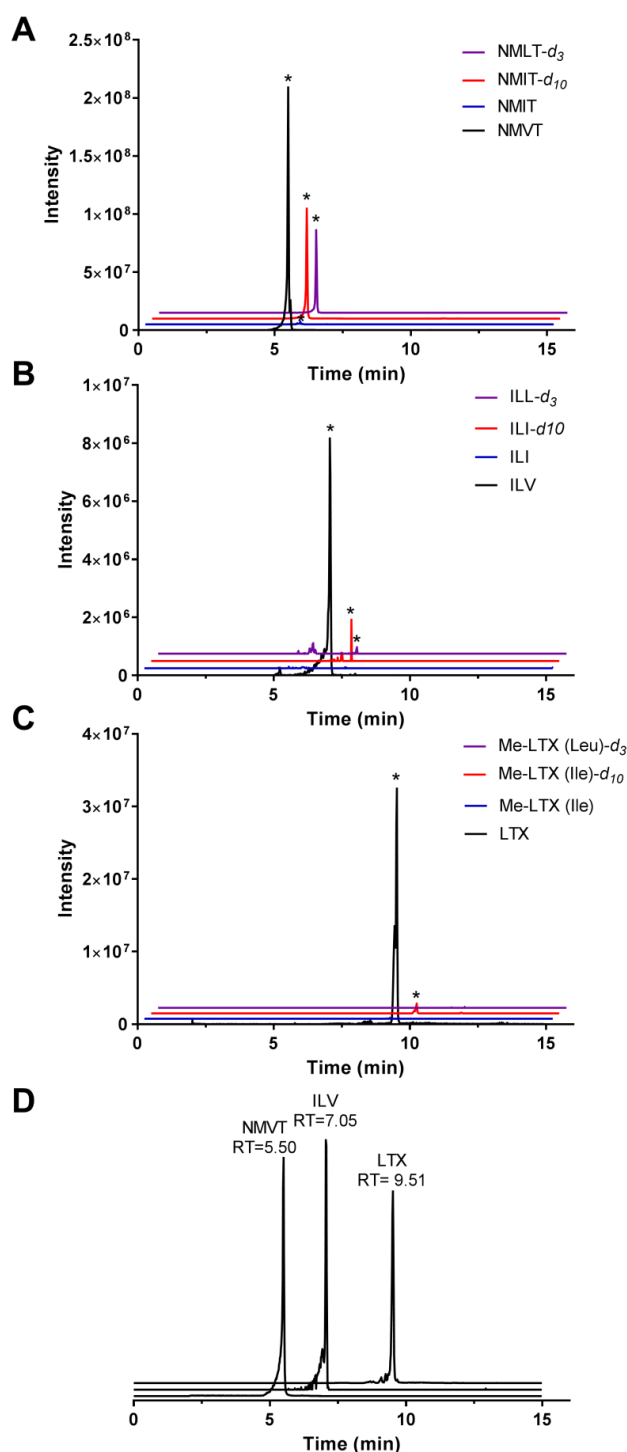 A
2.5×10⁸
2×10⁸
1.5×10⁸
1×10⁸
5×10⁷
0
Intensity
*
*
*
*
NMLT-d₃
NMIT-d₁₀
NMIT
NMVT
0 5 10 15
Time (min)
B
1×10⁷
8×10⁶
6×10⁶
4×10⁶
2×10⁶
0
Intensity
*
*
*
ILL-d₃
ILI-d10
ILI
ILV
0 5 10 15
Time (min)
C
4×10⁷
3×10⁷
2×10⁷
1×10⁷
0
Intensity
*
*
Me-LTX (Leu)-d₃
Me-LTX (Ile)-d₁₀
Me-LTX (Ile)
LTX
0 5 10 15
Time (min)
D
NMVT
RT=5.50
ILV
RT=7.05
LTX
RT= 9.51
0 5 10 15
Time (min)